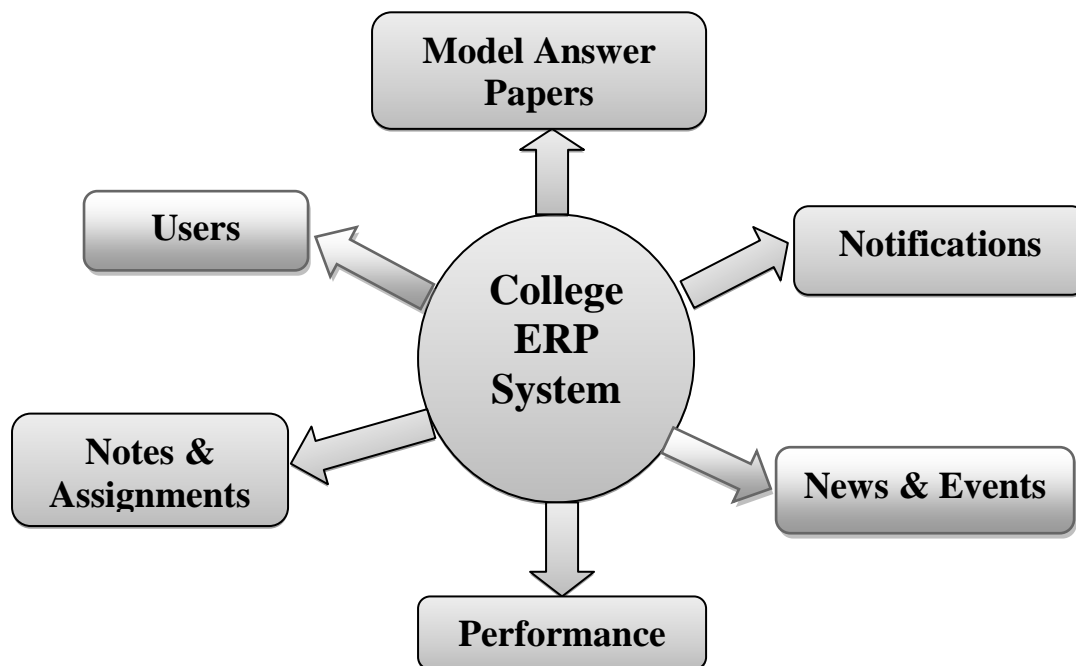 Model Answer
Papers
Users
Notifications
College
ERP
System
Notes &
Assignments
News & Events
Performance